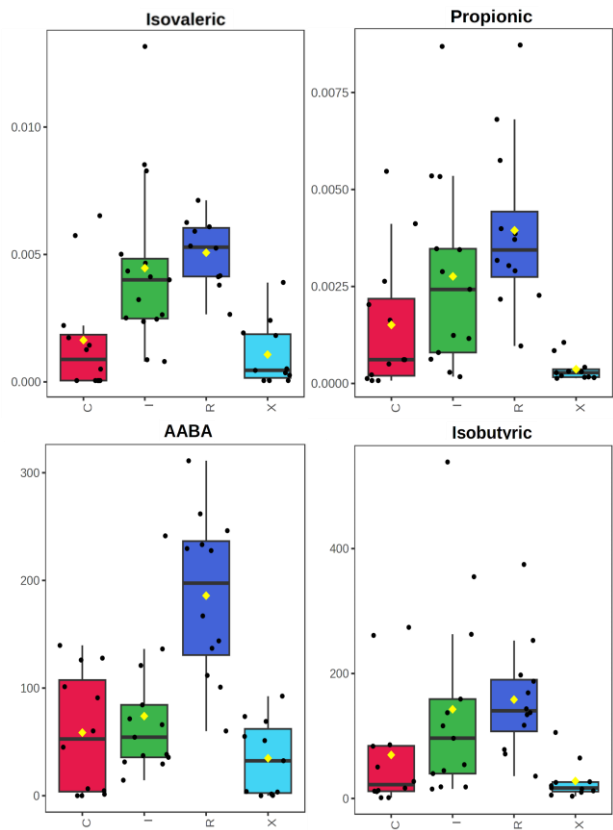 Isovaleric
0.010
0.005
0.000
C I R X
Propionic
0.0075
0.0050
0.0025
0.0000
C I R X
AABA
300
200
100
0
C I R X
Isobutyric
400
200
0
C I R X